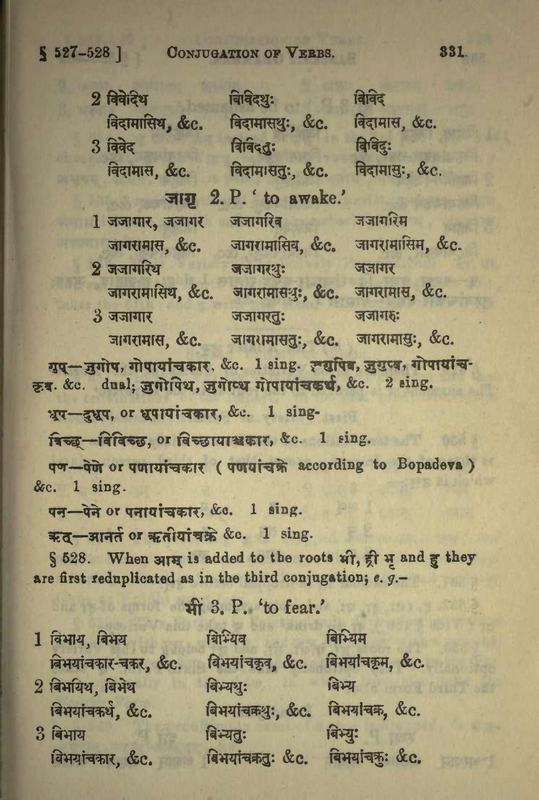 § 527-528 ] CONJUGATION OF VERBS. 331
2 विवेदिथ विविदथुः विविद
विदामासिथ, &c. विदामासथुः, &c. विदामास, &c.
3 विवेद विविदतुः विविदुः
विदामास, &c. विदामासतुः, &c. विदामासुः, &c.
जागृ 2. P. ‘ to awake.’
1 जजागार, जजागर जजागरिव जजागरिम
जागरामास, &c. जागरामासिव, &c. जागरामासिम, &c.
2 जजागरिथ जजागरथुः जजागर
जागरामासिथ, &c. जागरामासथुः, &c. जागरामास, &c.
3 जजागार जजागरतुः जजागरुः
जागरामास, &c. जागरामासतुः, &c. जागरामासुः, &c.
गुप्—जुगोप, गोपायांचकार, &c. 1 sing. जुगुपिव, जुगुप्व, गोपायांच-
कृव. &c. dual; जुगोपिथ, जुगोप्थ गोपायांचकर्थ, &c. 2 sing.
धूप—दुधूप, or धूपायांचकार, &c. 1 sing-
विच्छ्—विविच्छ, or विच्छायाञ्चकार, &c. 1 sing.
पण—पेणे or पणायांचकार ( पणयांचक्रे according to Bopadeva )
&c. 1 sing.
पन—पेने or पनायांचकार, &c. 1 sing.
ऋत्—आनर्त or ऋतीयांचक्रे &c. 1 sing.
§ 528. When आम् is added to the roots भी, ह्री भृ and हु they
are first reduplicated as in the third conjugation; e. g.–
भी 3. P. ‘to fear.’
1 बिभाय, बिभय बिभ्यिव बिभ्यिम
बिभयांचकार-चकर, &c. बिभयांचकृव, &c. बिभयांचकृम, &c.
2 बिभयिथ, बिभेथ बिभ्यथुः बिभ्य
बिभयांचकर्थ, &c. बिभयांचक्रथुः, &c. बिभयांचक्र, &c.
3 बिभाय बिभ्यतुः बिभ्युः
बिभयांचकार, &c. बिभयांचक्रतुः, &c. बिभयांचक्रुः &c.